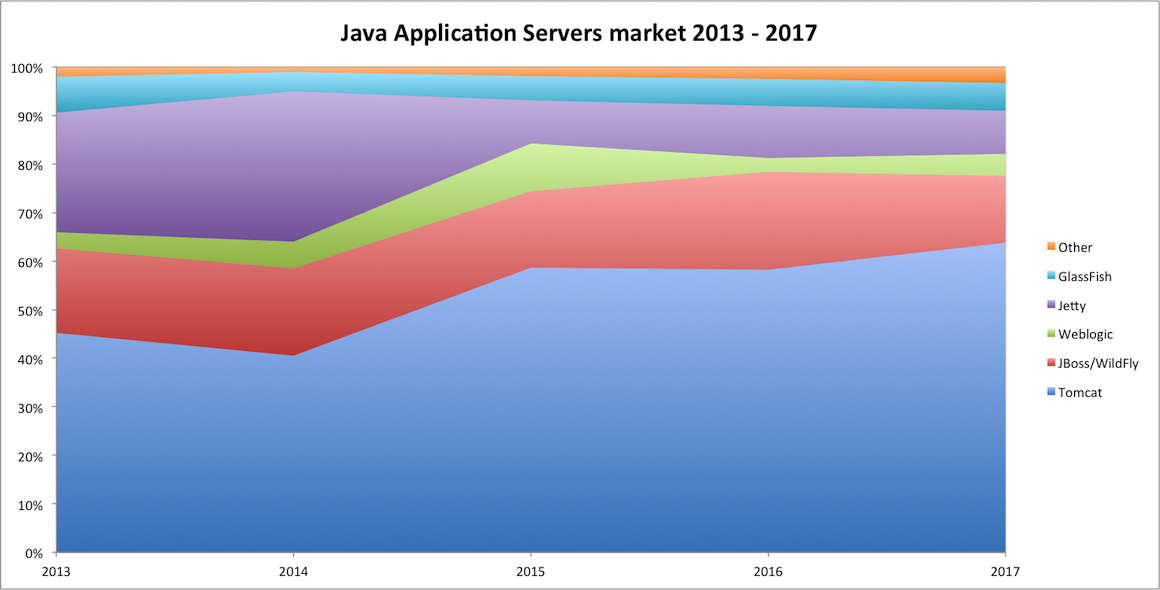 Java Application Servers market 2013 - 2017
100%
90%
80%
70%
60%
50%
40%
30%
20%
10%
0%
2013 2014 2015 2016 2017
Other
GlassFish
Jetty
Weblogic
JBoss/WildFly
Tomcat